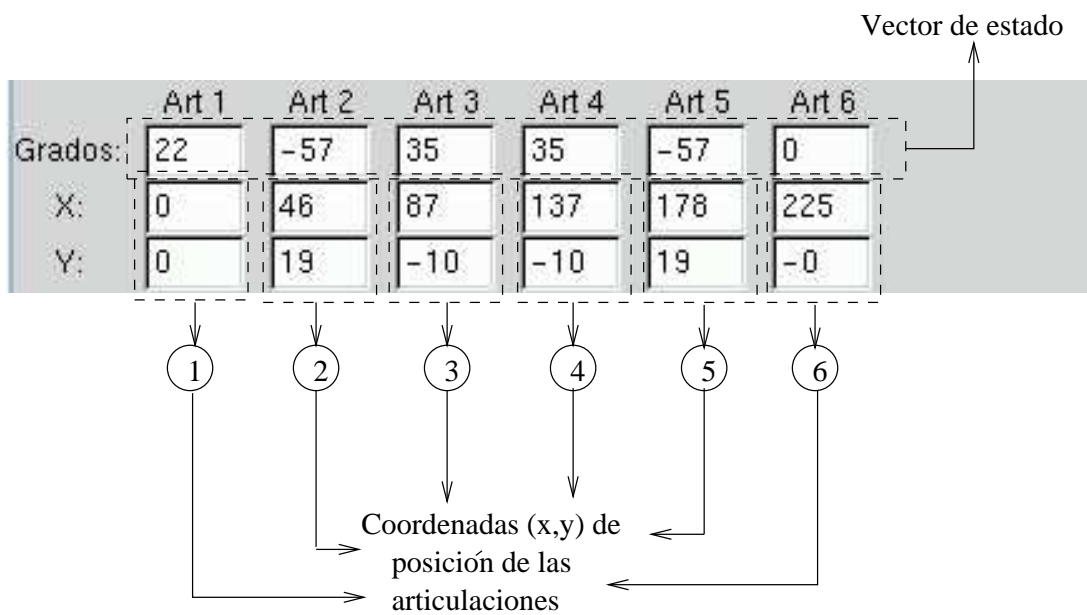 Vector de estado
Art 1 Art 2 Art 3 Art 4 Art 5 Art 6
Grados: 22 -57 35 35 -57 0
X: 0 46 87 137 178 225
Y: 0 19 -10 -10 19 -0
1 2 3 4 5 6
Coordenadas (x,y) de
posición de las
articulaciones